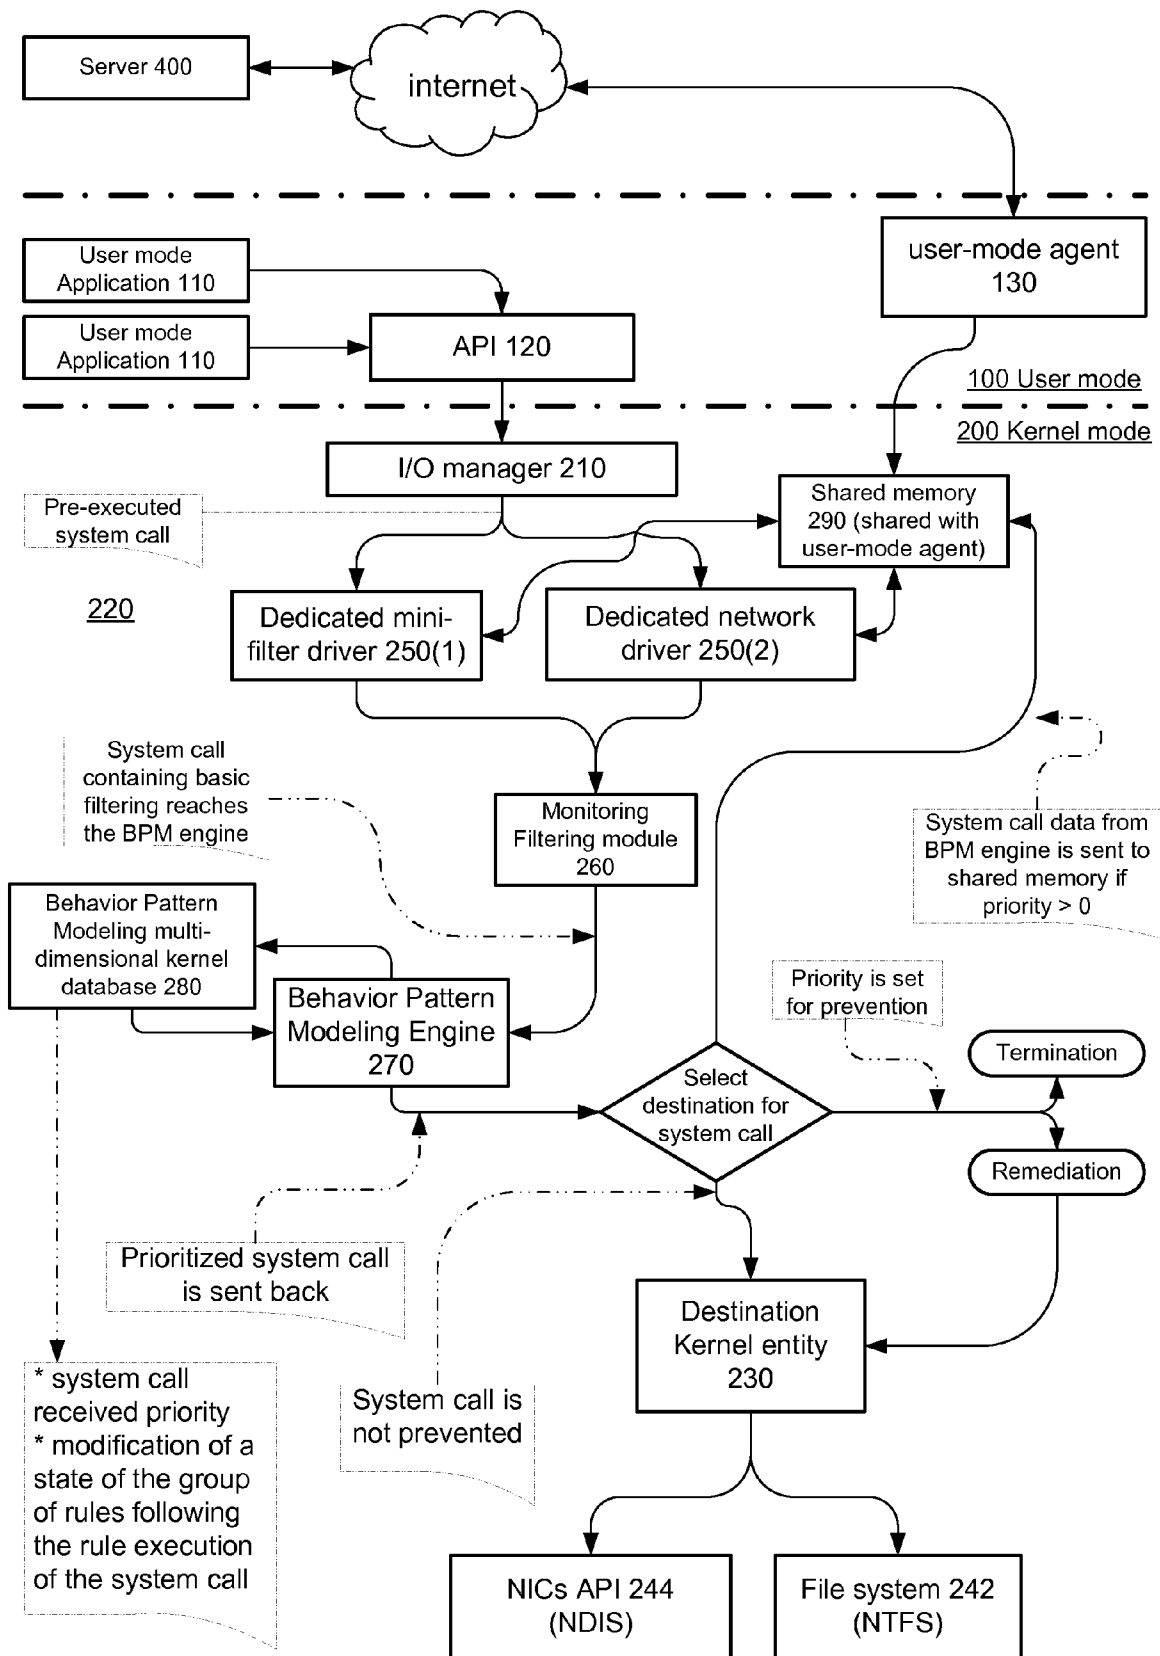 Server 400
internet
user-mode agent
130
User mode
Application 110
User mode
Application 110
API 120
100 User mode
200 Kernel mode
I/O manager 210
Pre-executed
system call
Shared memory
290 (shared with
user-mode agent)
220
Dedicated mini-
filter driver 250(1)
Dedicated network
driver 250(2)
System call
containing basic
filtering reaches
the BPM engine
Monitoring
Filtering module
260
System call data from
BPM engine is sent to
shared memory if
priority > 0
Behavior Pattern
Modeling multi-
dimensional kernel
database 280
Behavior Pattern
Modeling Engine
270
Priority is set
for prevention
Termination
Select
destination for
system call
Remediation
Prioritized system call
is sent back
Destination
Kernel entity
230
* system call
received priority
* modification of a
state of the group
of rules following
the rule execution
of the system call
System call is
not prevented
NICs API 244
(NDIS)
File system 242
(NTFS)